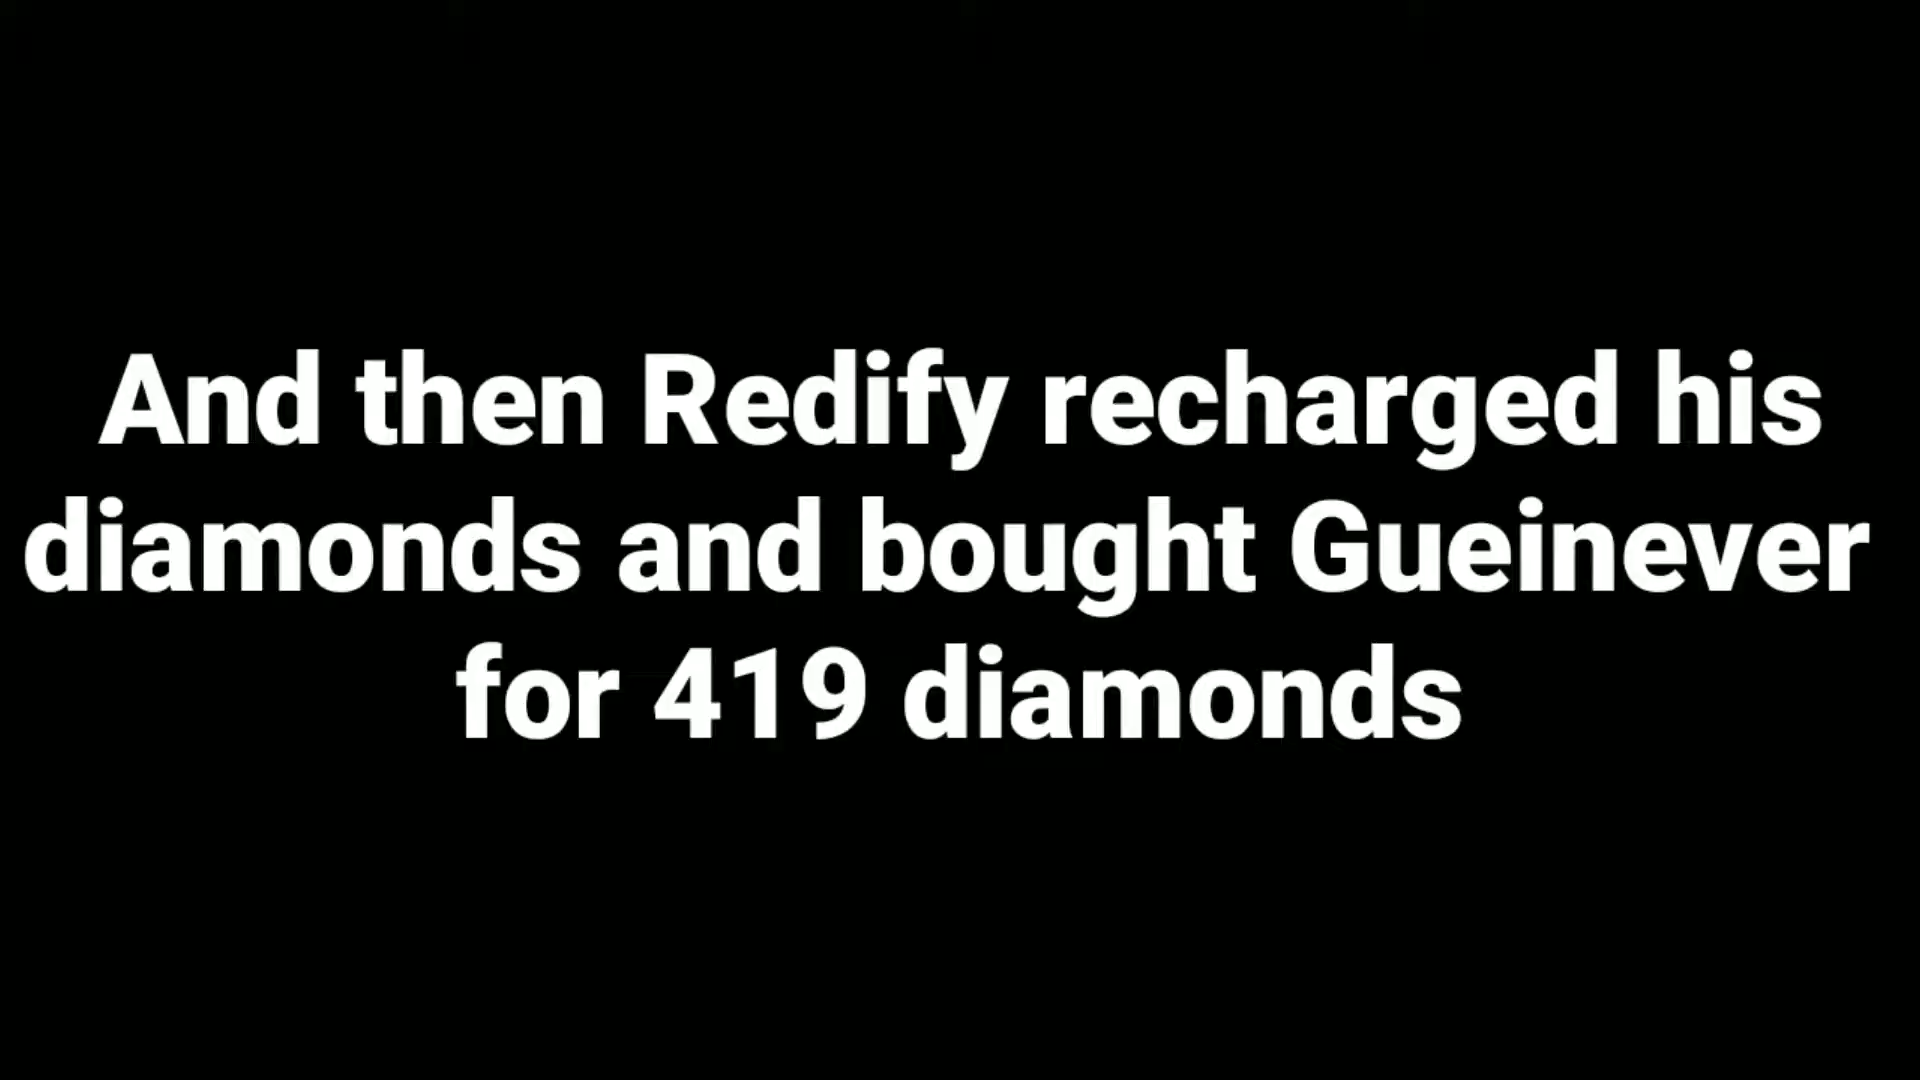 And then Redify recharged his
diamonds and bought Gueinever
for 419 diamonds